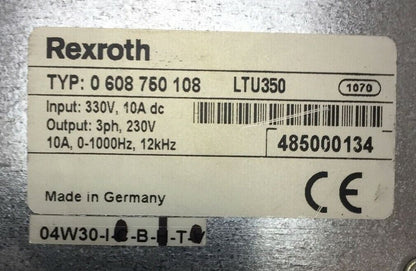 Rexroth
TYP: 0 608 750 108 LTU350 1070
Input: 330V, 10A dc
Output: 3ph, 230V
10A, 0-1000Hz, 12kHz 485000134
Made in Germany CE
04W30-I- -B- -T-